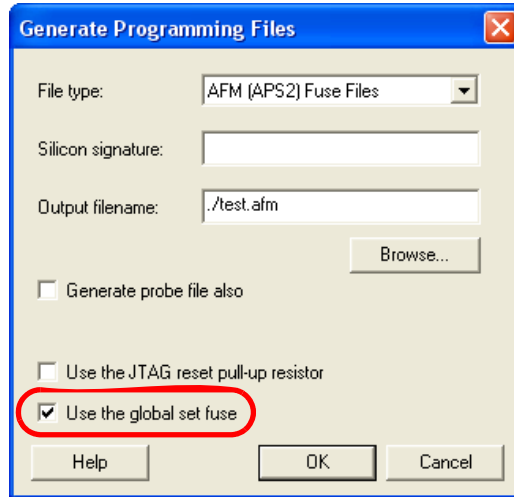 Generate Programming Files
File type: AFM (APS2) Fuse Files
Silicon signature:
Output filename: ./test.afm
Browse...
Generate probe file also
Use the JTAG reset pull-up resistor
Use the global set fuse
Help OK Cancel